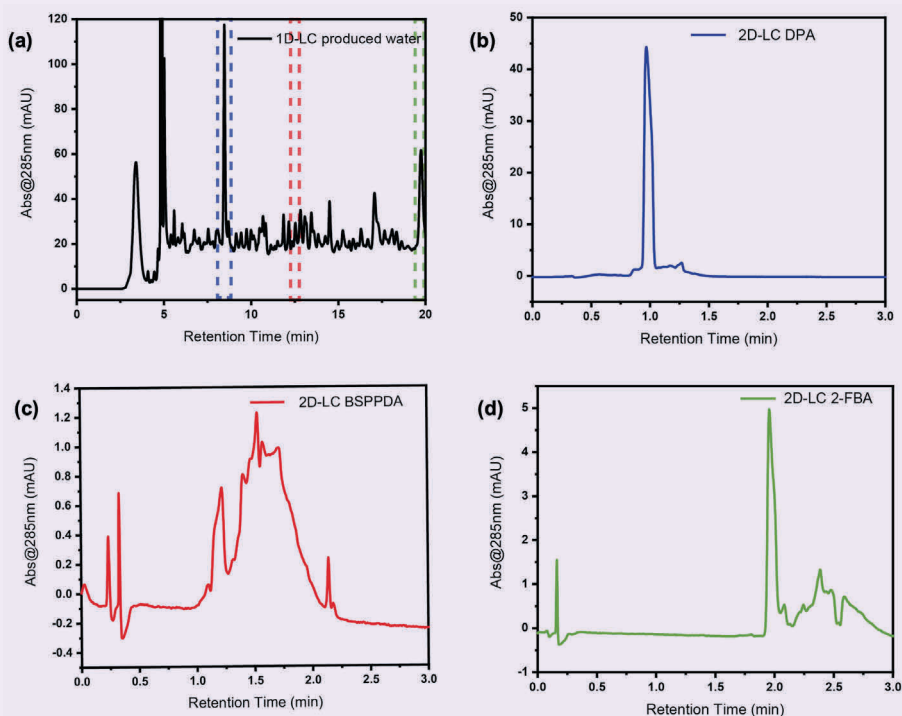 (a)
1D-LC produced water
Abs@285nm (mAU)
120
100
80
60
40
20
0
0 5 10 15 20
Retention Time (min)
(b)
2D-LC DPA
Abs@285nm (mAU)
50
40
30
20
10
0
0.0 0.5 1.0 1.5 2.0 2.5 3.0
Retention Time (min)
(c)
2D-LC BSPPDA
Abs@285nm (mAU)
1.4
1.2
1.0
0.8
0.6
0.4
0.2
0.0
-0.2
-0.4
0.0 0.5 1.0 1.5 2.0 2.5 3.0
Retention Time (min)
(d)
2D-LC 2-FBA
Abs@285nm (mAU)
5
4
3
2
1
0
-1
0.0 0.5 1.0 1.5 2.0 2.5 3.0
Retention Time (min)